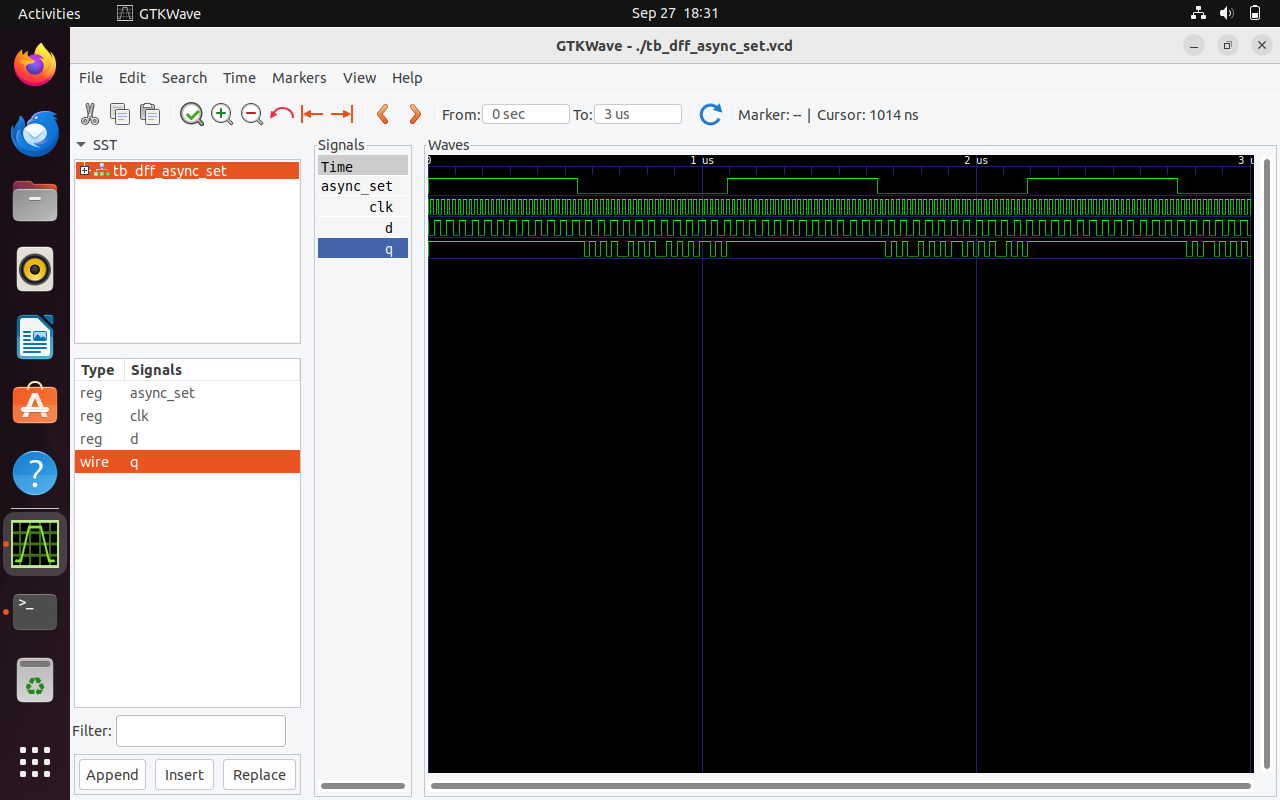 Activities GTKWave Sep 27 18:31
GTKWave - ./tb_dff_async_set.vcd
File Edit Search Time Markers View Help
From: 0 sec To: 3 us Marker: -- | Cursor: 1014 ns
SST
tb_dff_async_set
Type Signals
reg async_set
reg clk
reg d
wire q
Filter:
Append Insert Replace
Signals
Time
async_set
clk
d
q
Waves
0 1 us 2 us 3 u